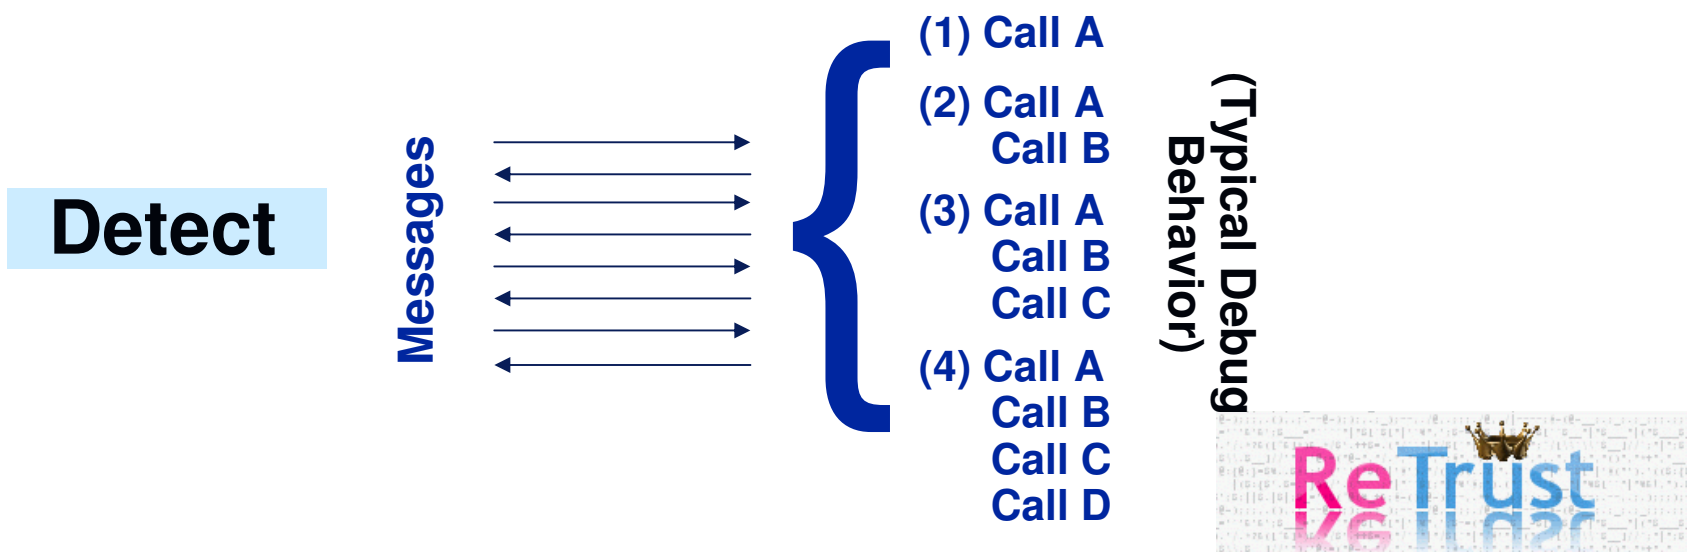 Detect
Messages
(1) Call A
(2) Call A
Call B
(3) Call A
Call B
Call C
(4) Call A
Call B
Call C
Call D
(Typical Debug
Behavior)
ReTrust